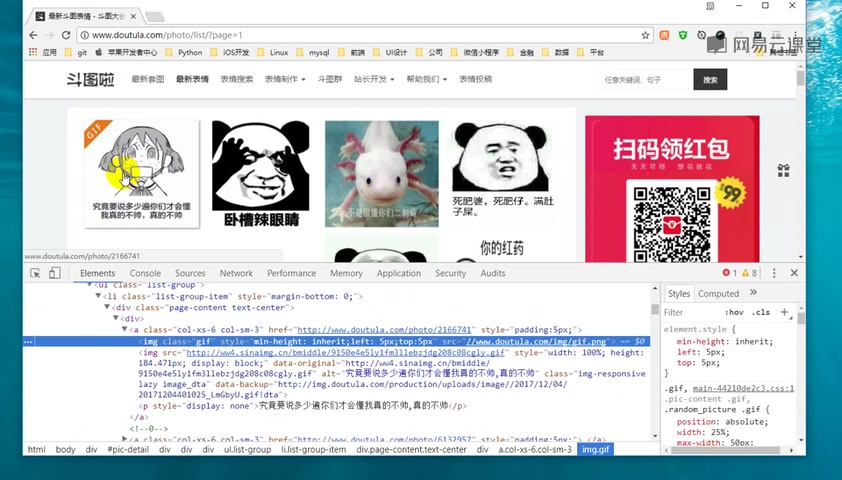 最新斗图表情 - 斗图大会
www.doutula.com/photo/list/?page=1
网易云课堂
应用
git
苹果开发者中心
Python
iOS开发
Linux
mysql
前端
UI设计
公司
微信小程序
金融
数据
平台
斗图啦
最新套图
最新表情
表情搜索
表情制作
斗图群
站长开发
帮助我们
表情投稿
任意关键词、句子
搜索
GIF
究竟要说多少遍你们才会懂
我真的不帅，真的不帅
卧槽辣眼睛
不是很懂你们二刺螈
死肥婆，死肥仔。满肚
子屎。
你的红药
扫码领红包
天天可领 想花就花
99
www.doutula.com/photo/2166741
Elements Console Sources Network Performance Memory Application Security Audits
1 8
<ul class="list-group">
<li class="list-group-item" style="margin-bottom: 0;">
<div class="page-content text-center">
<div>
<a class="col-xs-6 col-sm-3" href="http://www.doutula.com/photo/2166741" style="padding:5px;">
<img class="gif" style="min-height: inherit;left: 5px;top:5px" src="//www.doutula.com/img/gif.png"> == $0
<img src="http://ww4.sinaimg.cn/bmiddle/9150e4e5ly1fm3llebzjdg208c08cgly.gif" style="width: 100%; height:
184.471px; display: block;" data-original="http://ww4.sinaimg.cn/bmiddle/
9150e4e5ly1fm3llebzjdg208c08cgly.gif" alt="究竟要说多少遍你们才会懂我真的不帅,真的不帅" class="img-responsive
lazy image_dta" data-backup="http://img.doutula.com/production/uploads/image//2017/12/04/
20171204401025_LmGbyU.gif!dta">
<p style="display: none">究竟要说多少遍你们才会懂我真的不帅,真的不帅</p>
</a>
<!--0-->
<a class="col-xs-6 col-sm-3" href="http://www.doutula.com/photo/6132957" style="padding:5px;">…</a>
html body div #pic-detail div div div ul.list-group li.list-group-item div.page-content.text-center div a.col-xs-6.col-sm-3 img.gif
Styles Computed
Filter :hov .cls
element.style {
min-height: inherit;
left: 5px;
top: 5px;
}
.gif, main-44210de2c3.css:1
.pic-content .gif,
.random_picture .gif {
position: absolute;
width: 25%;
max-width: 50px;